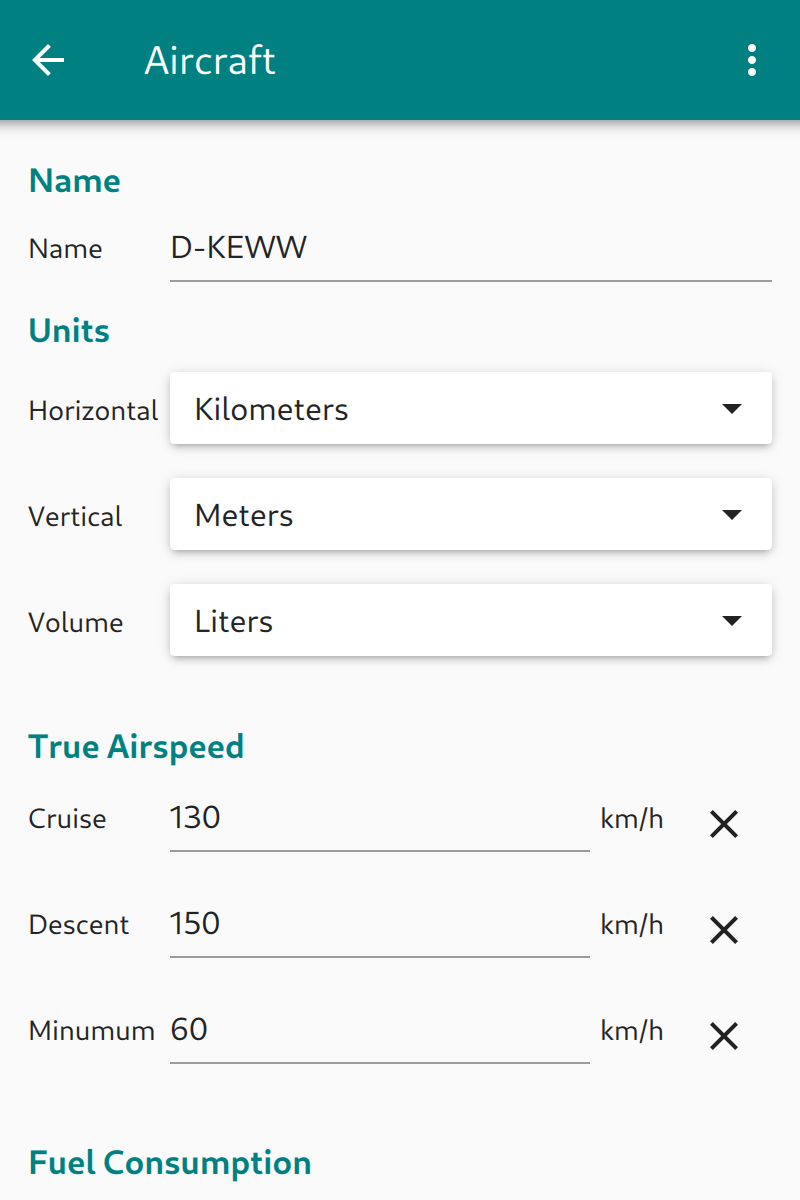 Aircraft
Name
Name D-KEWW
Units
Horizontal Kilometers
Vertical Meters
Volume Liters
True Airspeed
Cruise 130 km/h
Descent 150 km/h
Minumum 60 km/h
Fuel Consumption